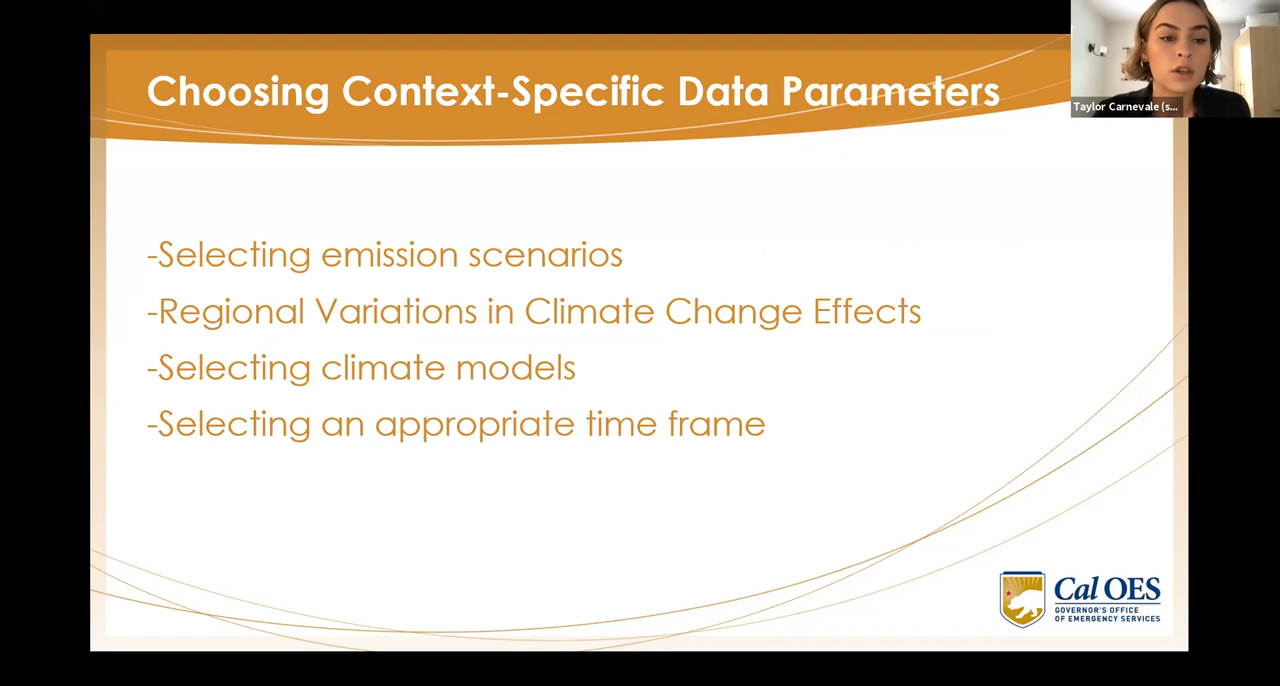 Choosing Context-Specific Data Parameters
Taylor Carnevale (s...
-Selecting emission scenarios
-Regional Variations in Climate Change Effects
-Selecting climate models
-Selecting an appropriate time frame
Cal OES
GOVERNOR'S OFFICE
OF EMERGENCY SERVICES